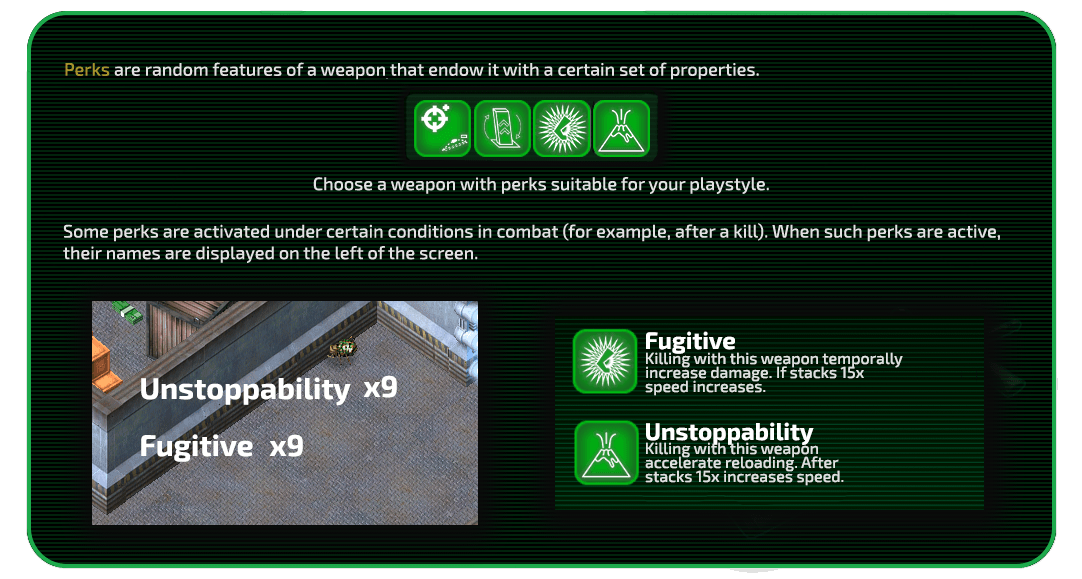 Perks are random features of a weapon that endow it with a certain set of properties.
Choose a weapon with perks suitable for your playstyle.
Some perks are activated under certain conditions in combat (for example, after a kill). When such perks are active,
their names are displayed on the left of the screen.
Unstoppability x9
Fugitive x9
Fugitive
Killing with this weapon temporally
increase damage. If stacks 15x
speed increases.
Unstoppability
Killing with this weapon
accelerate reloading. After
stacks 15x increases speed.